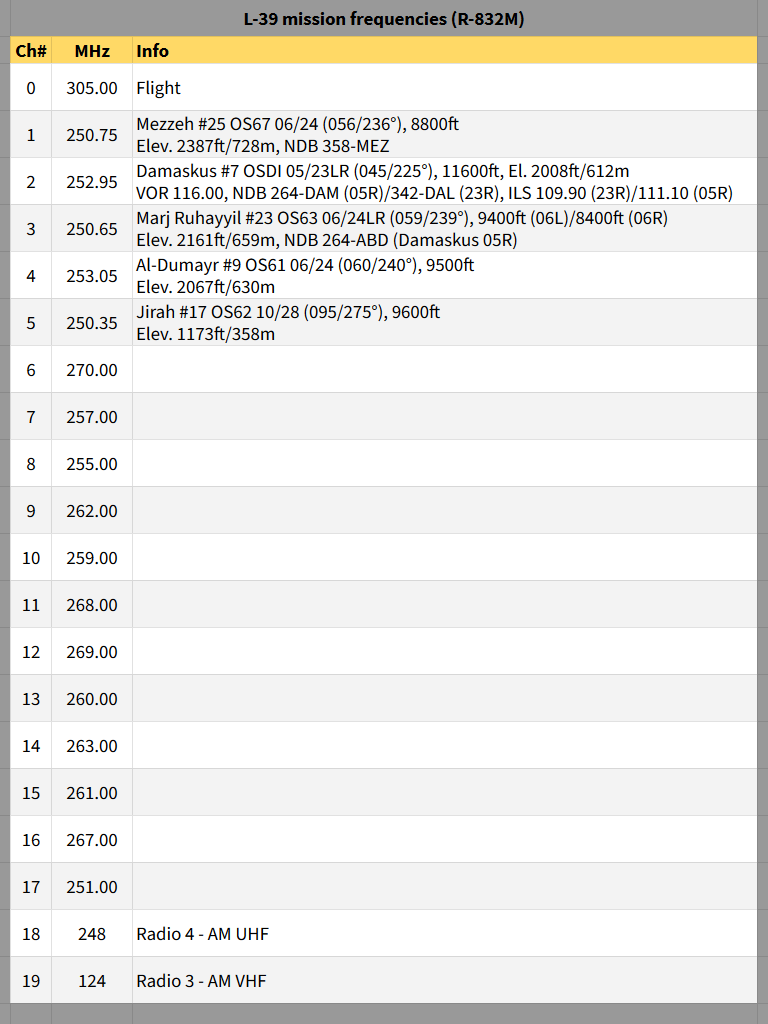 L-39 mission frequencies (R-832M)
Ch# MHz Info
0 305.00 Flight
1 250.75 Mezzeh #25 OS67 06/24 (056/236°), 8800ft
Elev. 2387ft/728m, NDB 358-MEZ
2 252.95 Damaskus #7 OSDI 05/23LR (045/225°), 11600ft, El. 2008ft/612m
VOR 116.00, NDB 264-DAM (05R)/342-DAL (23R), ILS 109.90 (23R)/111.10 (05R)
3 250.65 Marj Ruhayyil #23 OS63 06/24LR (059/239°), 9400ft (06L)/8400ft (06R)
Elev. 2161ft/659m, NDB 264-ABD (Damaskus 05R)
4 253.05 Al-Dumayr #9 OS61 06/24 (060/240°), 9500ft
Elev. 2067ft/630m
5 250.35 Jirah #17 OS62 10/28 (095/275°), 9600ft
Elev. 1173ft/358m
6 270.00
7 257.00
8 255.00
9 262.00
10 259.00
11 268.00
12 269.00
13 260.00
14 263.00
15 261.00
16 267.00
17 251.00
18 248 Radio 4 - AM UHF
19 124 Radio 3 - AM VHF